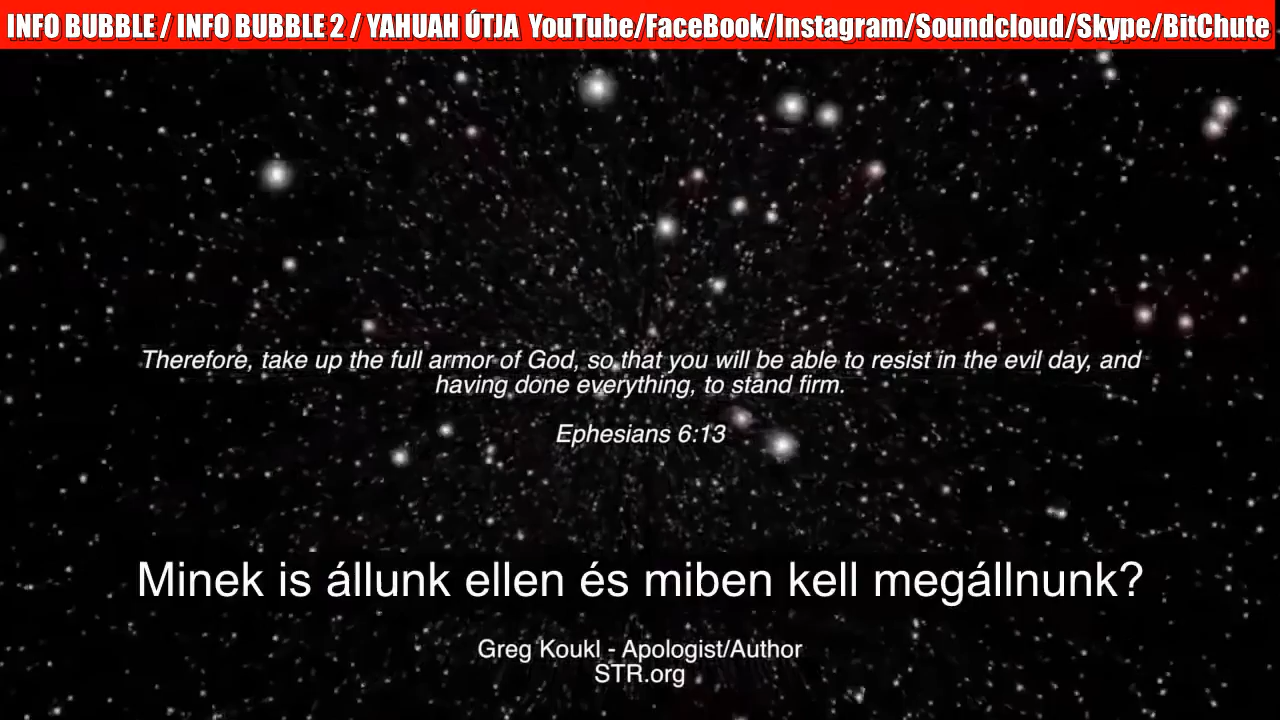 INFO BUBBLE / INFO BUBBLE 2 / YAHUAH ÚTJA YouTube/FaceBook/Instagram/Soundcloud/Skype/BitChute
Therefore, take up the full armor of God, so that you will be able to resist in the evil day, and
having done everything, to stand firm.
Ephesians 6:13
Minek is állunk ellen és miben kell megállnunk?
Greg Koukl - Apologist/Author
STR.org